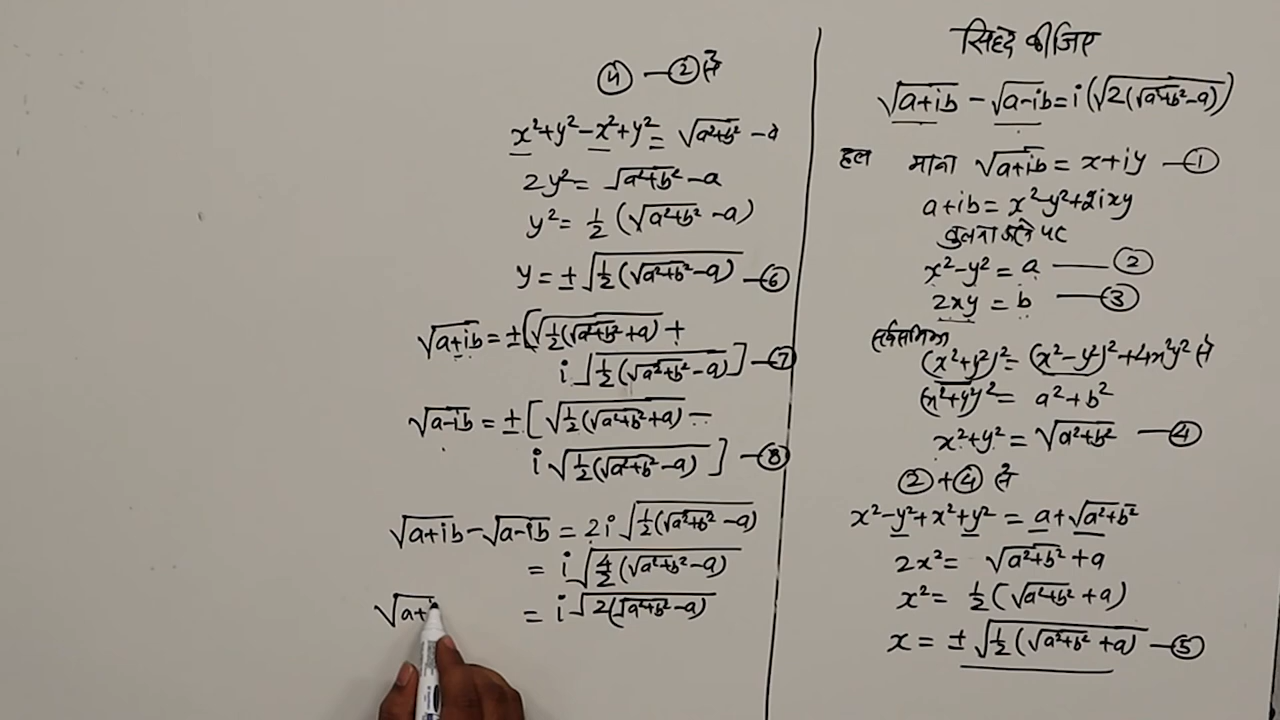 सिद्ध कीजिए
√(a+ib) - √(a-ib) = i(√(2(√(a²+b²)-a)))
हल माना √(a+ib) = x+iy —①
a+ib = x²-y²+2ixy
तुलना करने पर
x²-y² = a —②
2xy = b —③
सर्वसमिका
(x²+y²)² = (x²-y²)²+4x²y² से
(x²+y²)² = a²+b²
x²+y² = √(a²+b²) —④
②+④ से
x²-y²+x²+y² = a+√(a²+b²)
2x² = √(a²+b²)+a
x² = ½(√(a²+b²)+a)
x = ±√(½(√(a²+b²)+a)) —⑤
④—② से
x²+y²-x²+y² = √(a²+b²)-a
2y² = √(a²+b²)-a
y² = ½(√(a²+b²)-a)
y = ±√(½(√(a²+b²)-a)) —⑥
√(a+ib) = ±[√(½(√(a²+b²)+a)) +
i√(½(√(a²+b²)-a))] —⑦
√(a-ib) = ±[√(½(√(a²+b²)+a)) -
i√(½(√(a²+b²)-a))] —⑧
√(a+ib) - √(a-ib) = 2i√(½(√(a²+b²)-a))
= i√(4/2(√(a²+b²)-a))
√(a+i = i√(2(√(a²+b²)-a))